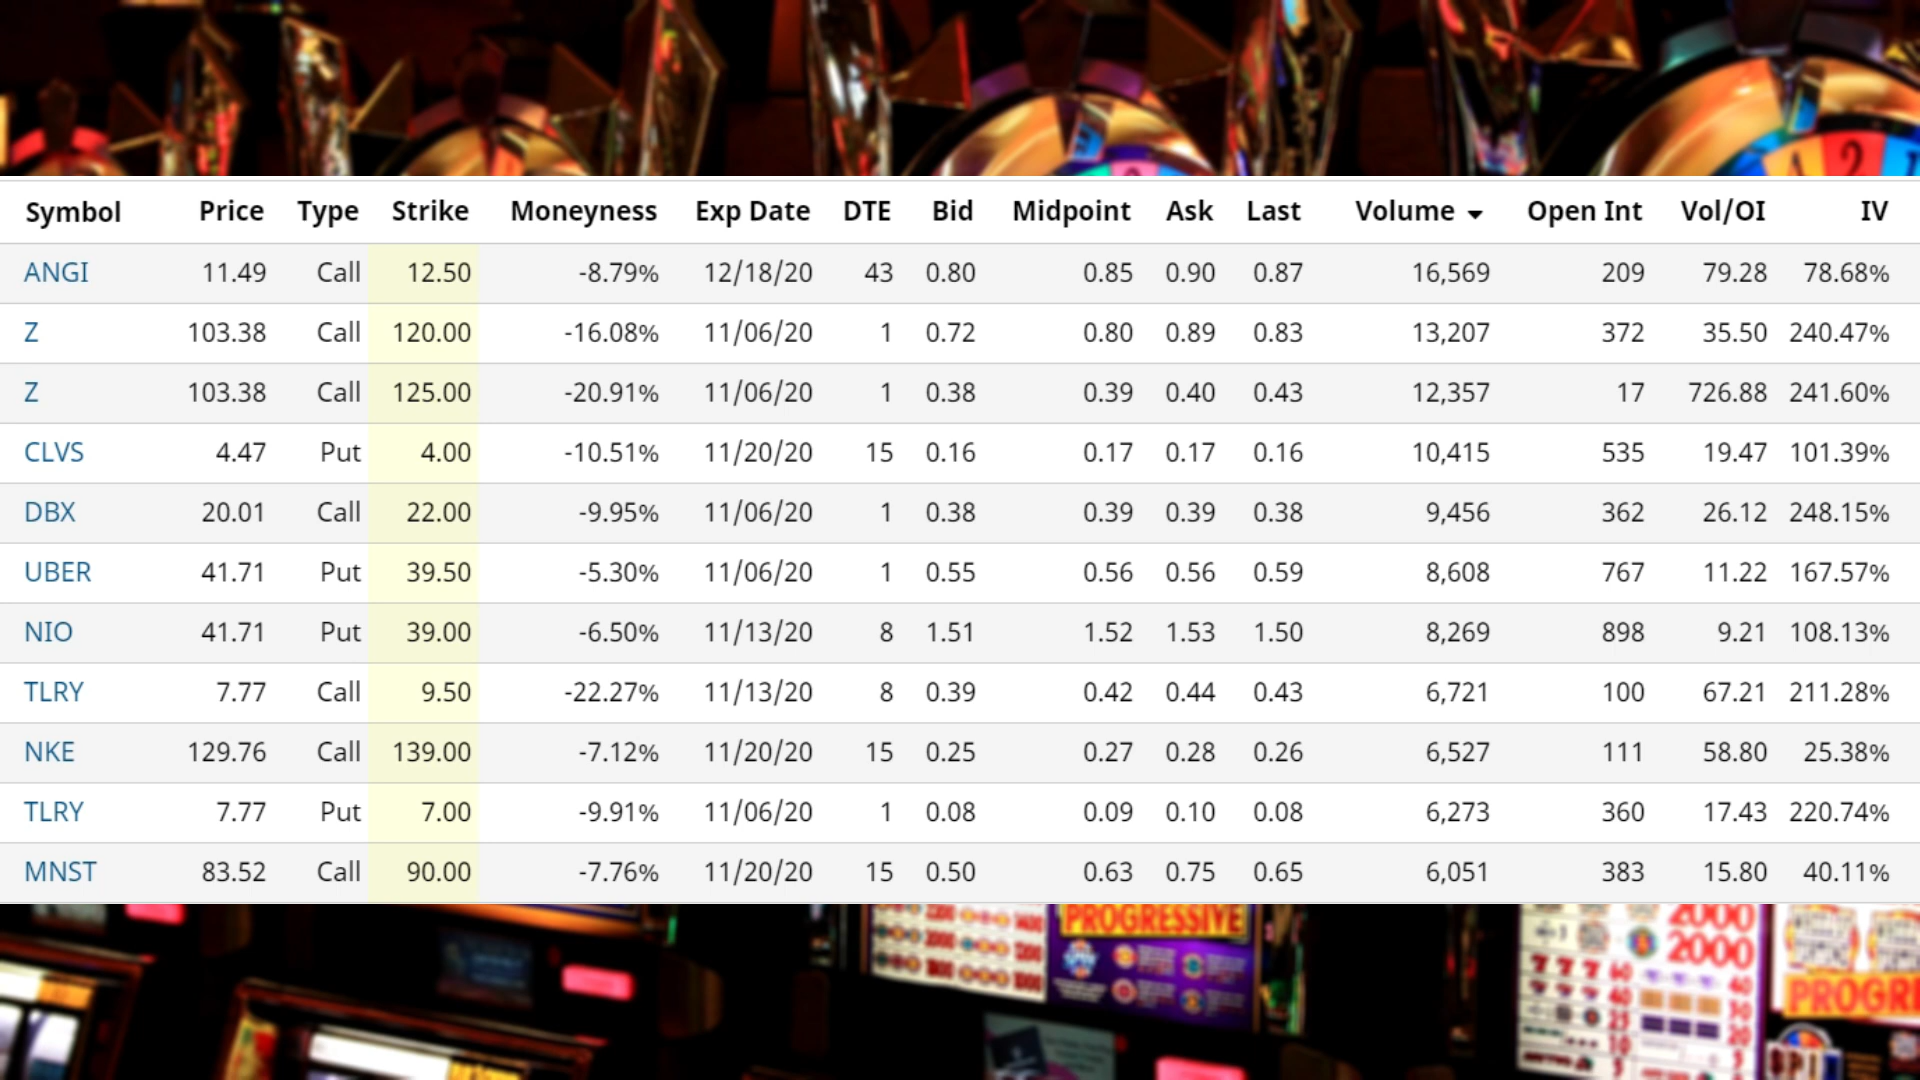 Symbol Price Type Strike Moneyness Exp Date DTE Bid Midpoint Ask Last Volume Open Int Vol/OI IV
ANGI 11.49 Call 12.50 -8.79% 12/18/20 43 0.80 0.85 0.90 0.87 16,569 209 79.28 78.68%
Z 103.38 Call 120.00 -16.08% 11/06/20 1 0.72 0.80 0.89 0.83 13,207 372 35.50 240.47%
Z 103.38 Call 125.00 -20.91% 11/06/20 1 0.38 0.39 0.40 0.43 12,357 17 726.88 241.60%
CLVS 4.47 Put 4.00 -10.51% 11/20/20 15 0.16 0.17 0.17 0.16 10,415 535 19.47 101.39%
DBX 20.01 Call 22.00 -9.95% 11/06/20 1 0.38 0.39 0.39 0.38 9,456 362 26.12 248.15%
UBER 41.71 Put 39.50 -5.30% 11/06/20 1 0.55 0.56 0.56 0.59 8,608 767 11.22 167.57%
NIO 41.71 Put 39.00 -6.50% 11/13/20 8 1.51 1.52 1.53 1.50 8,269 898 9.21 108.13%
TLRY 7.77 Call 9.50 -22.27% 11/13/20 8 0.39 0.42 0.44 0.43 6,721 100 67.21 211.28%
NKE 129.76 Call 139.00 -7.12% 11/20/20 15 0.25 0.27 0.28 0.26 6,527 111 58.80 25.38%
TLRY 7.77 Put 7.00 -9.91% 11/06/20 1 0.08 0.09 0.10 0.08 6,273 360 17.43 220.74%
MNST 83.52 Call 90.00 -7.76% 11/20/20 15 0.50 0.63 0.75 0.65 6,051 383 15.80 40.11%
PROGRESSIVE
2000
2000